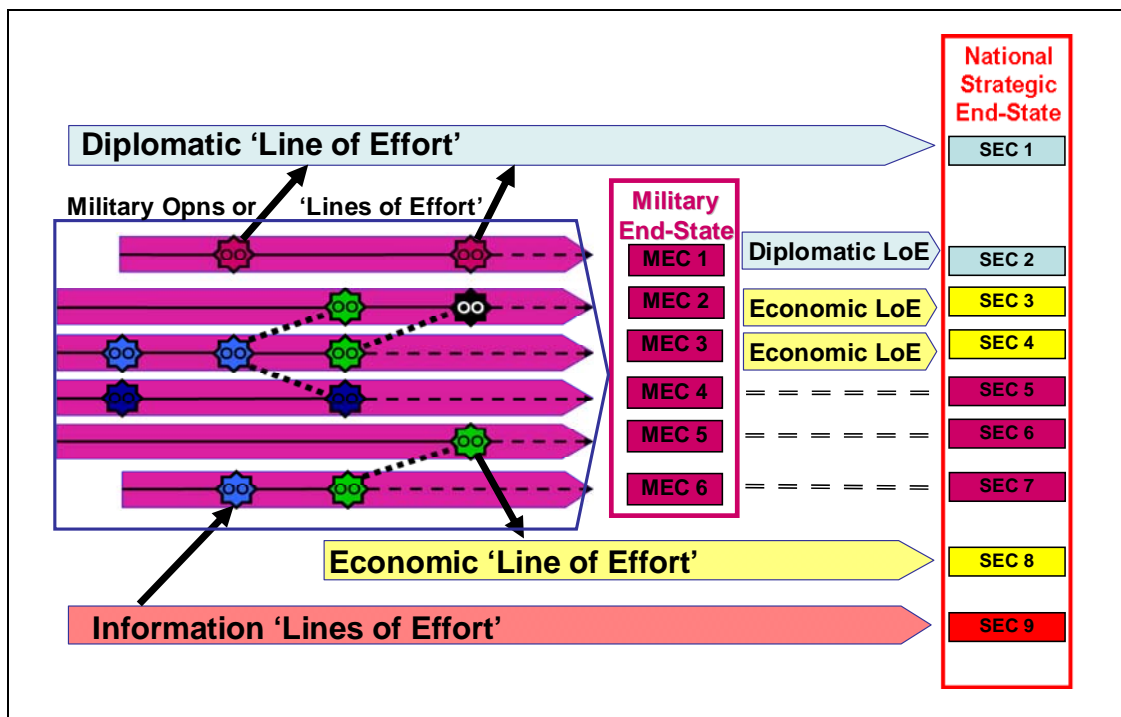 National
Strategic
End-State
Diplomatic ‘Line of Effort’
SEC 1
Military Opns or ‘Lines of Effort’
Military
End-State
MEC 1
Diplomatic LoE
SEC 2
MEC 2
Economic LoE
SEC 3
MEC 3
Economic LoE
SEC 4
MEC 4
SEC 5
MEC 5
SEC 6
MEC 6
SEC 7
Economic ‘Line of Effort’
SEC 8
Information ‘Lines of Effort’
SEC 9